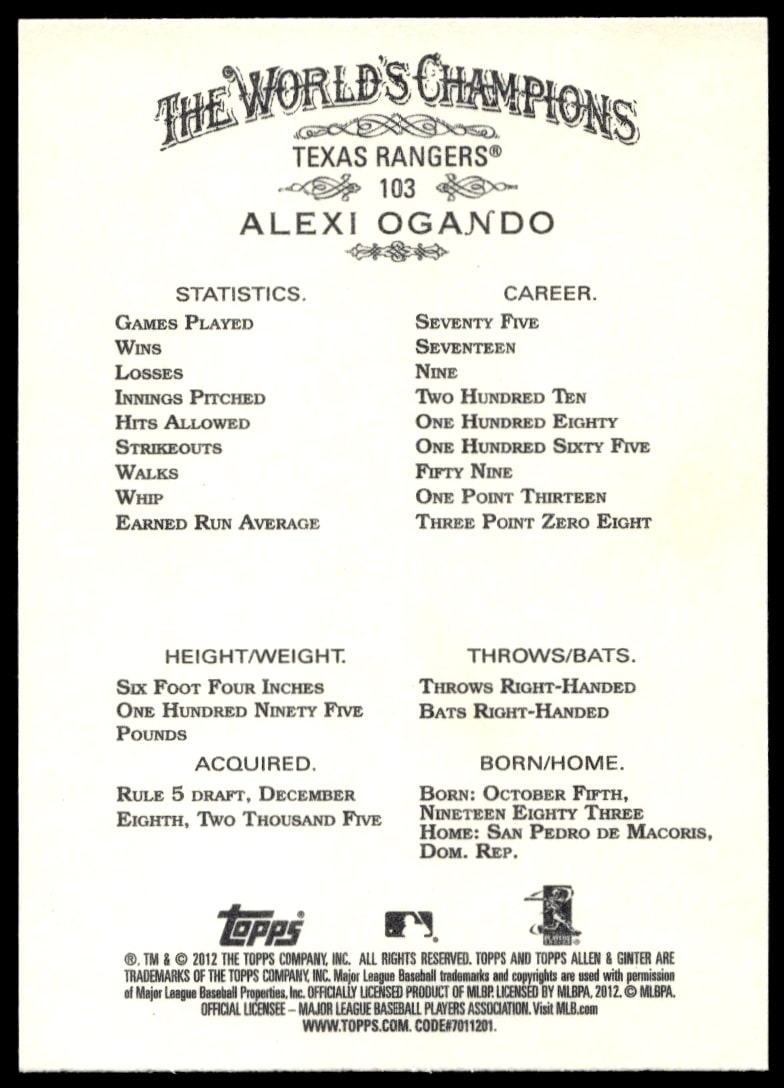 THE WORLD'S CHAMPIONS
TEXAS RANGERS®
103
ALEXI OGANDO
STATISTICS.
GAMES PLAYED
WINS
LOSSES
INNINGS PITCHED
HITS ALLOWED
STRIKEOUTS
WALKS
WHIP
EARNED RUN AVERAGE
CAREER.
SEVENTY FIVE
SEVENTEEN
NINE
TWO HUNDRED TEN
ONE HUNDRED EIGHTY
ONE HUNDRED SIXTY FIVE
FIFTY NINE
ONE POINT THIRTEEN
THREE POINT ZERO EIGHT
HEIGHT/WEIGHT.
SIX FOOT FOUR INCHES
ONE HUNDRED NINETY FIVE
POUNDS
THROWS/BATS.
THROWS RIGHT-HANDED
BATS RIGHT-HANDED
ACQUIRED.
RULE 5 DRAFT, DECEMBER
EIGHTH, TWO THOUSAND FIVE
BORN/HOME.
BORN: OCTOBER FIFTH,
NINETEEN EIGHTY THREE
HOME: SAN PEDRO DE MACORIS,
DOM. REP.
Topps®
®, TM & © 2012 THE TOPPS COMPANY, INC. ALL RIGHTS RESERVED. TOPPS AND TOPPS ALLEN & GINTER ARE
TRADEMARKS OF THE TOPPS COMPANY, INC. Major League Baseball trademarks and copyrights are used with permission
of Major League Baseball Properties, Inc. OFFICIALLY LICENSED PRODUCT OF MLBP. LICENSED BY MLBPA, 2012. © MLBPA.
OFFICIAL LICENSEE – MAJOR LEAGUE BASEBALL PLAYERS ASSOCIATION. Visit MLB.com
WWW.TOPPS.COM. CODE#7011201.